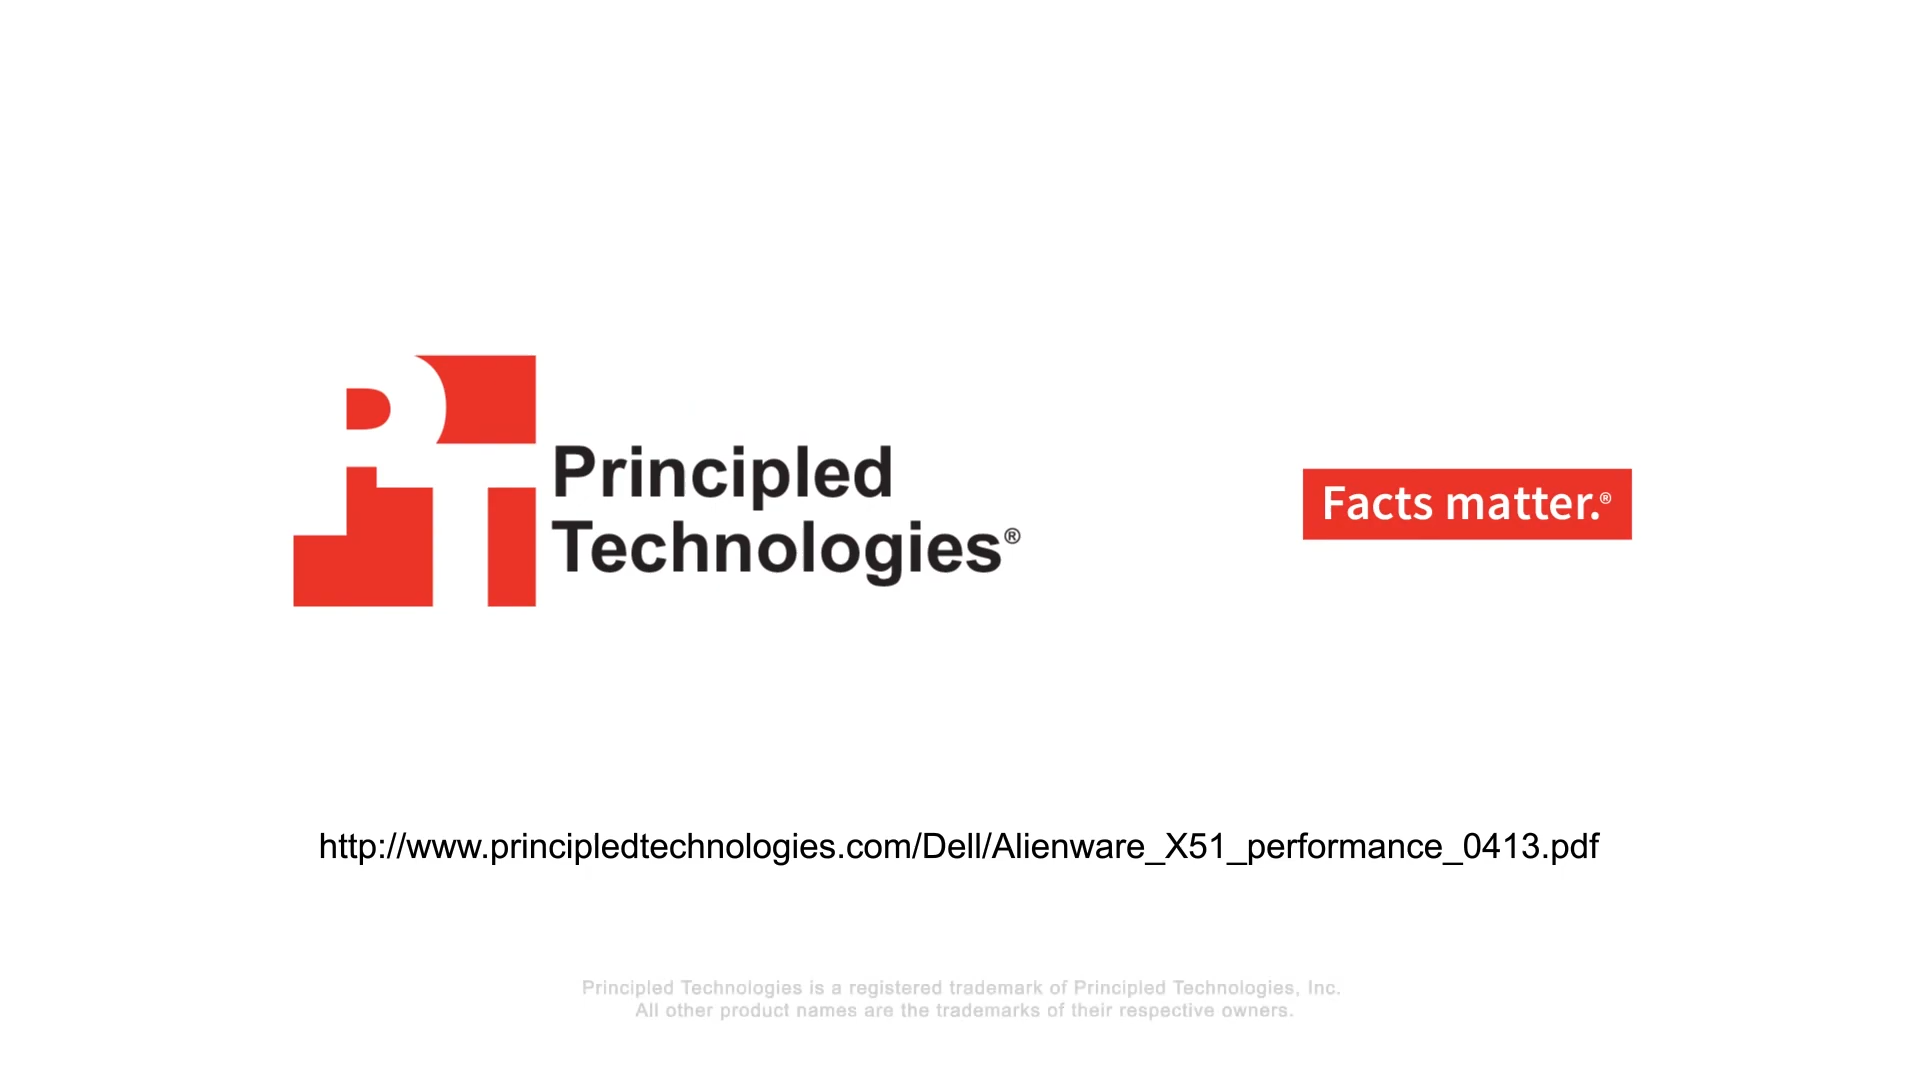 PT
Principled
Technologies®
Facts matter.®
http://www.principledtechnologies.com/Dell/Alienware_X51_performance_0413.pdf
Principled Technologies is a registered trademark of Principled Technologies, Inc.
All other product names are the trademarks of their respective owners.